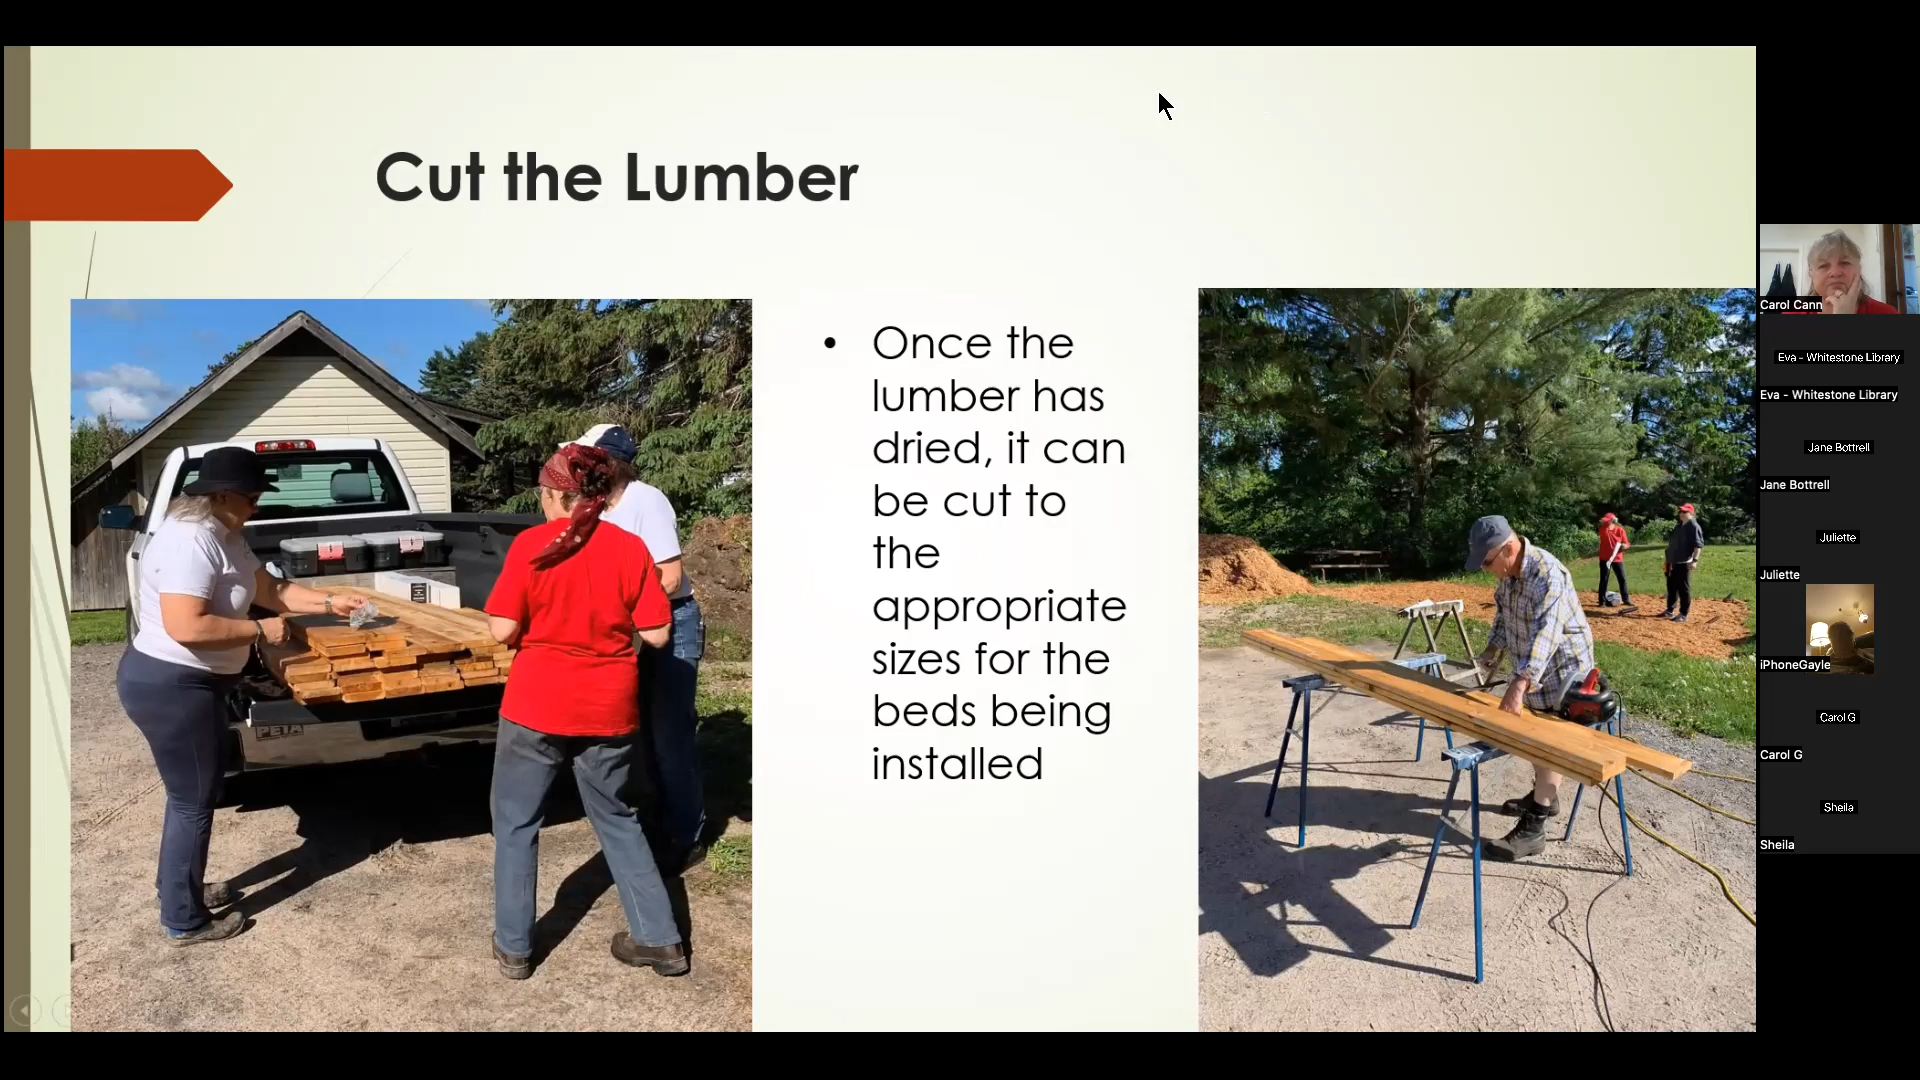 Cut the Lumber
• Once the
lumber has
dried, it can
be cut to
the
appropriate
sizes for the
beds being
installed
Carol Cann
Eva - Whitestone Library
Eva - Whitestone Library
Jane Bottrell
Jane Bottrell
Juliette
Juliette
iPhoneGayle
Carol G
Carol G
Sheila
Sheila